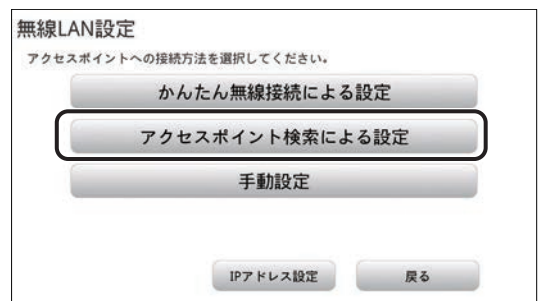 無線LAN設定
アクセスポイントへの接続方法を選択してください。
かんたん無線接続による設定
アクセスポイント検索による設定
手動設定
IPアドレス設定
戻る